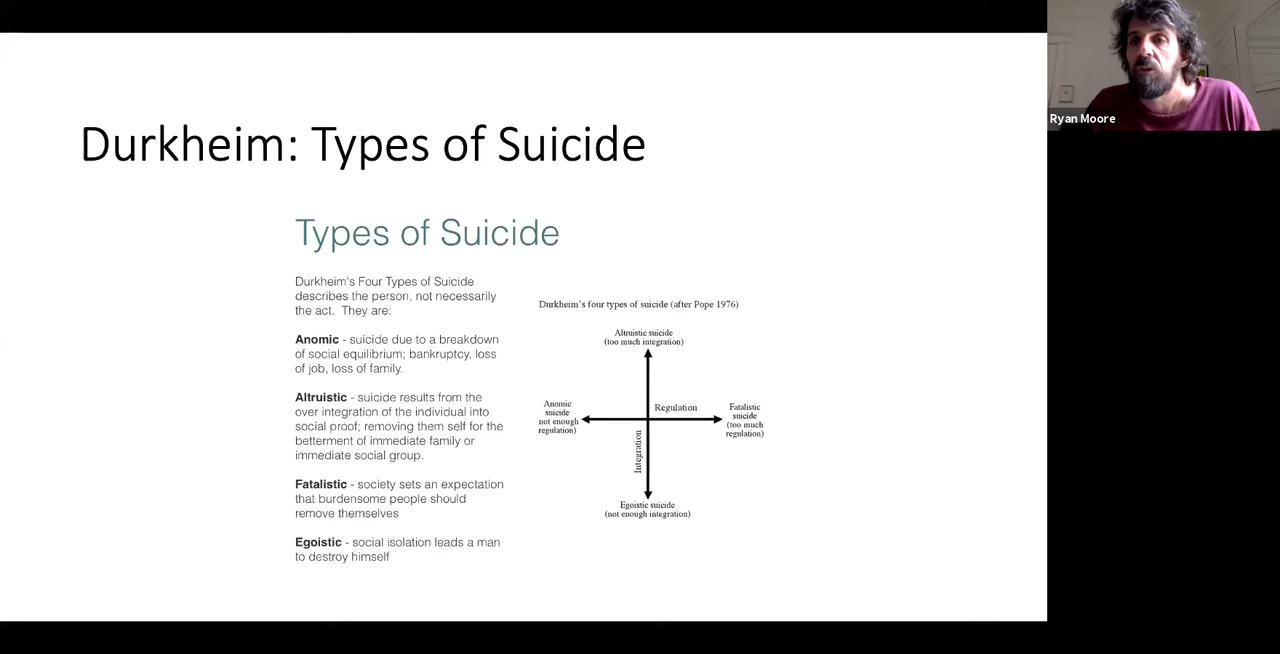 Durkheim: Types of Suicide
Types of Suicide
Durkheim's Four Types of Suicide
describes the person, not necessarily
the act. They are:
Anomic - suicide due to a breakdown
of social equilibrium; bankruptcy, loss
of job, loss of family.
Altruistic - suicide results from the
over integration of the individual into
social proof; removing them self for the
betterment of immediate family or
immediate social group.
Fatalistic - society sets an expectation
that burdensome people should
remove themselves
Egoistic - social isolation leads a man
to destroy himself
Durkheim's four types of suicide (after Pope 1976)
Altruistic suicide
(too much integration)
Anomic
suicide
not enough
regulation)
Regulation
Fatalistic
suicide
(too much
regulation)
Integration
Egoistic suicide
(not enough integration)
Ryan Moore